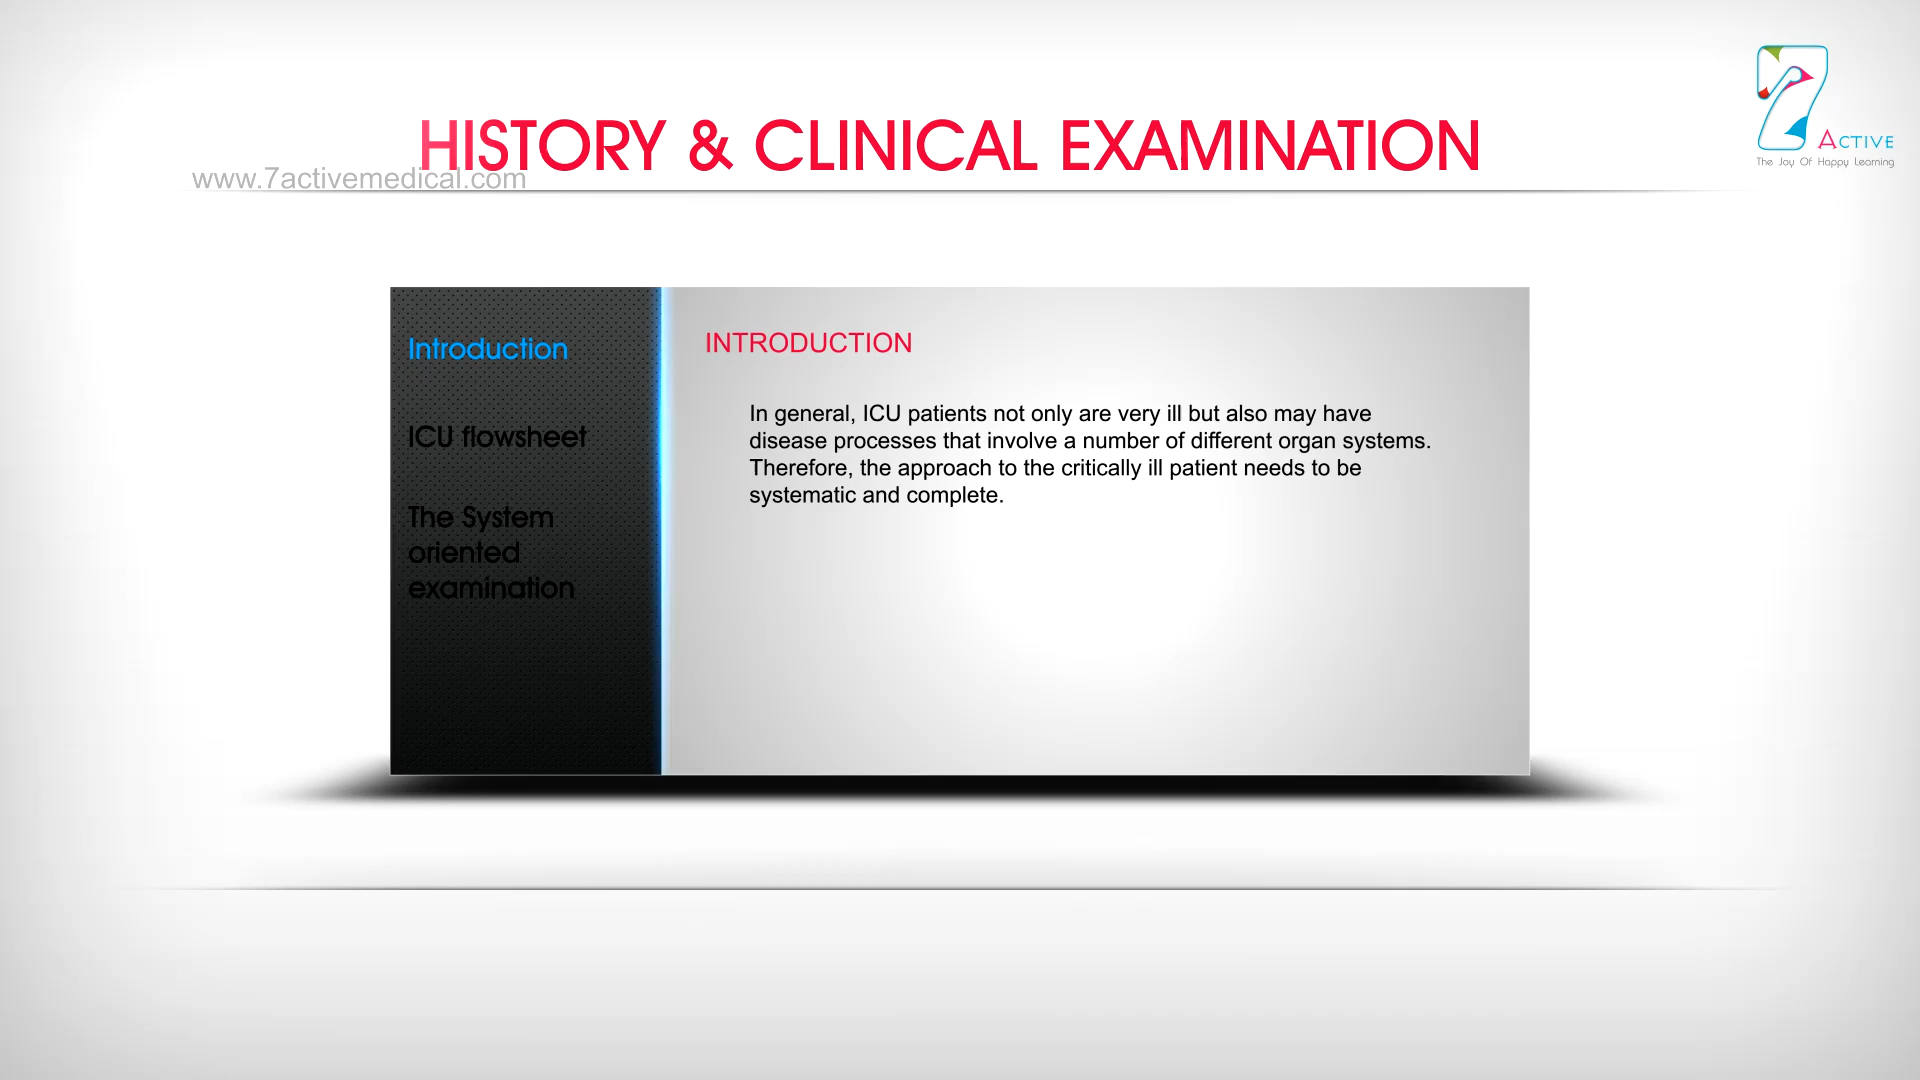 HISTORY & CLINICAL EXAMINATION
www.7activemedical.com
7 ACTIVE
The Joy Of Happy Learning
Introduction
ICU flowsheet
The System
oriented
examination
INTRODUCTION
In general, ICU patients not only are very ill but also may have
disease processes that involve a number of different organ systems.
Therefore, the approach to the critically ill patient needs to be
systematic and complete.